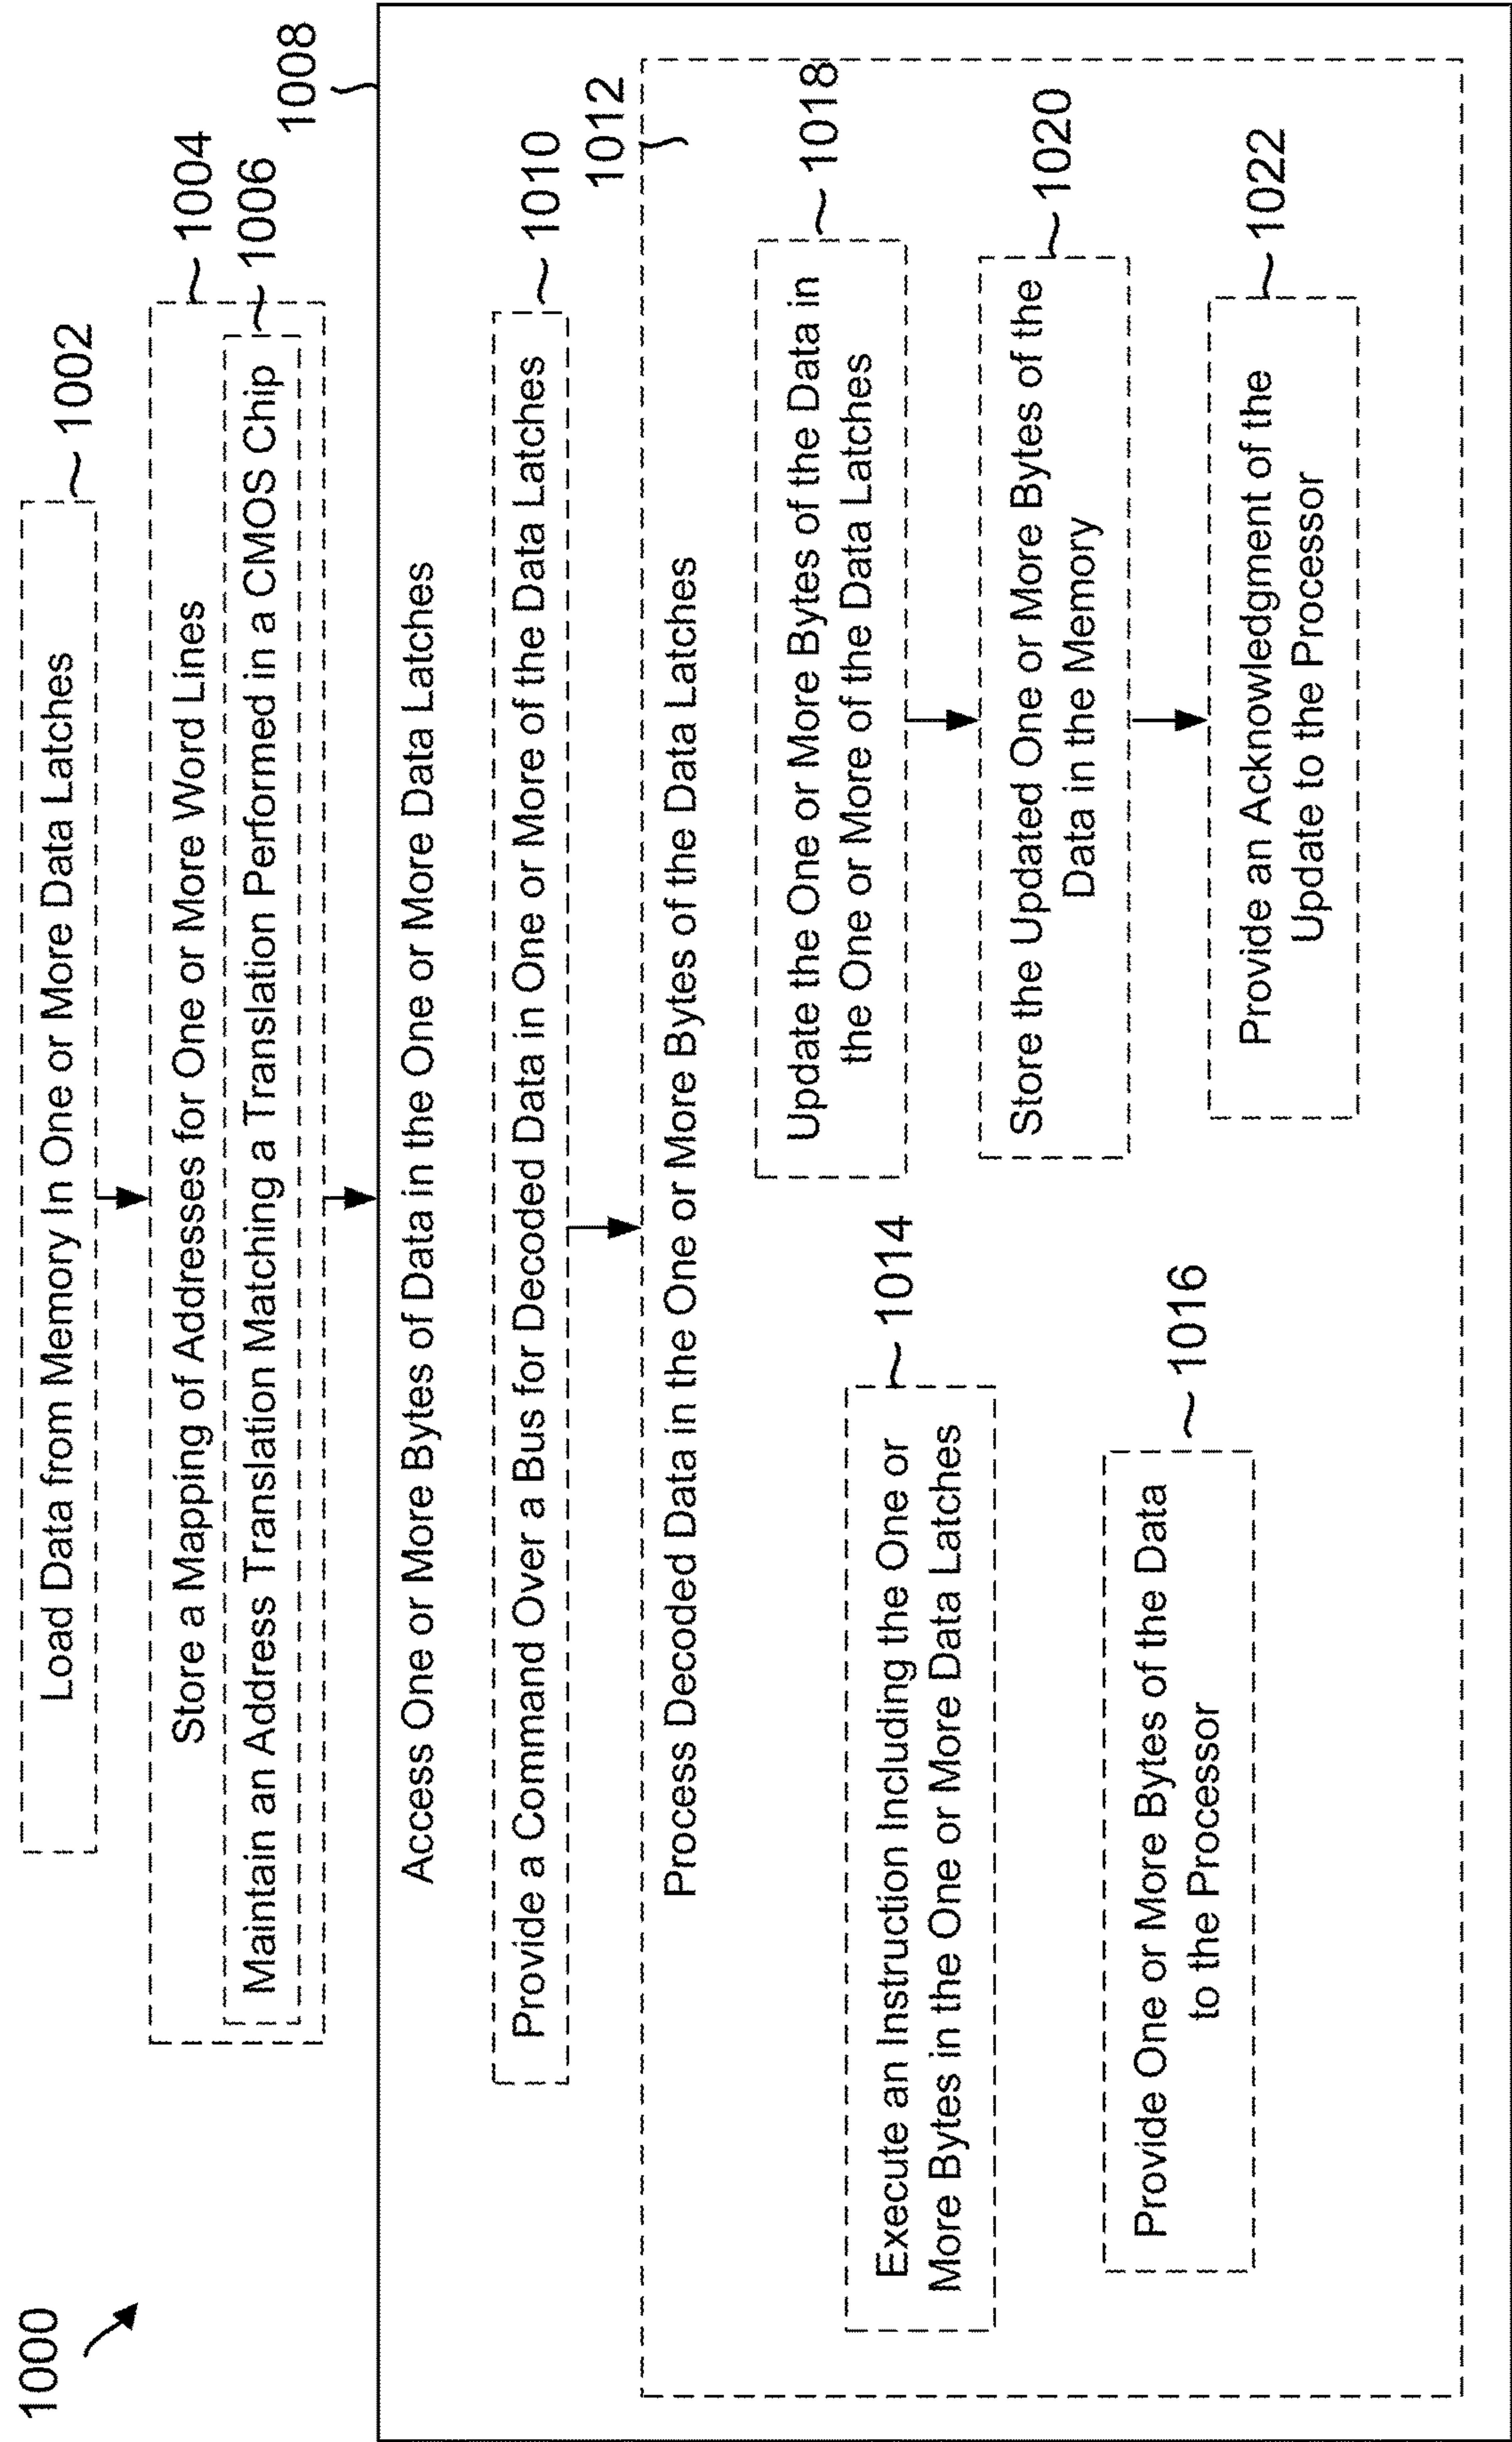 1000
Load Data from Memory In One or More Data Latches
1002
Store a Mapping of Addresses for One or More Word Lines
1004
Maintain an Address Translation Matching a Translation Performed in a CMOS Chip
1006
1008
Access One or More Bytes of Data in the One or More Data Latches
Provide a Command Over a Bus for Decoded Data in One or More of the Data Latches
1010
1012
Process Decoded Data in the One or More Bytes of the Data Latches
Execute an Instruction Including the One or
More Bytes in the One or More Data Latches
1014
Provide One or More Bytes of the Data
to the Processor
1016
Update the One or More Bytes of the Data in
the One or More of the Data Latches
1018
Store the Updated One or More Bytes of the
Data in the Memory
1020
Provide an Acknowledgment of the
Update to the Processor
1022